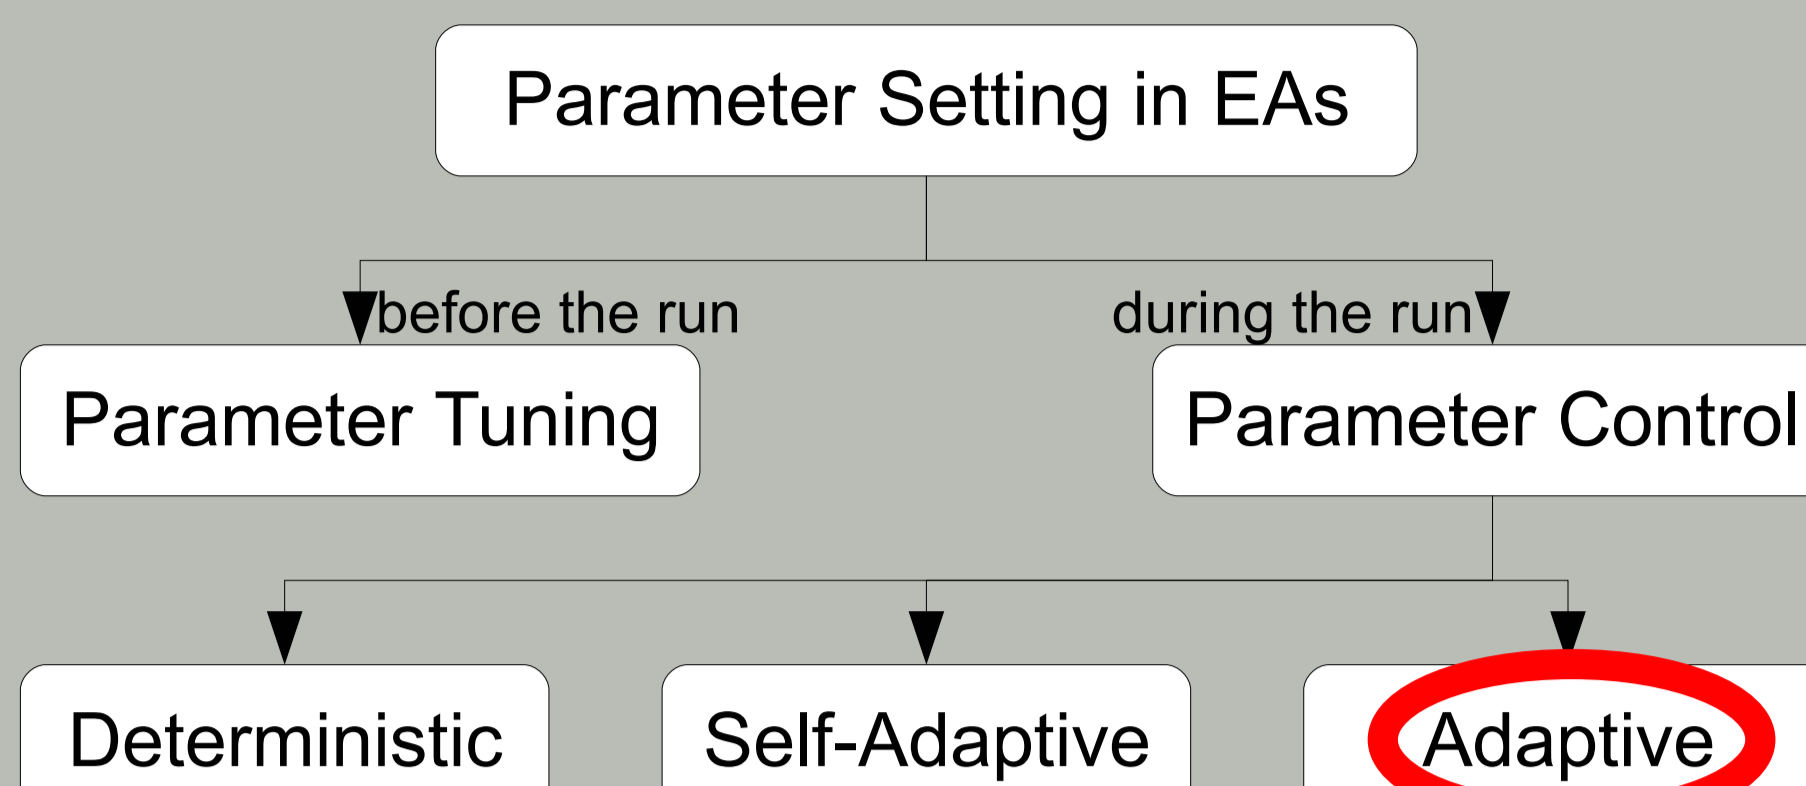 Parameter Setting in EAs
before the run
during the run
Parameter Tuning
Parameter Control
Deterministic
Self-Adaptive
Adaptive